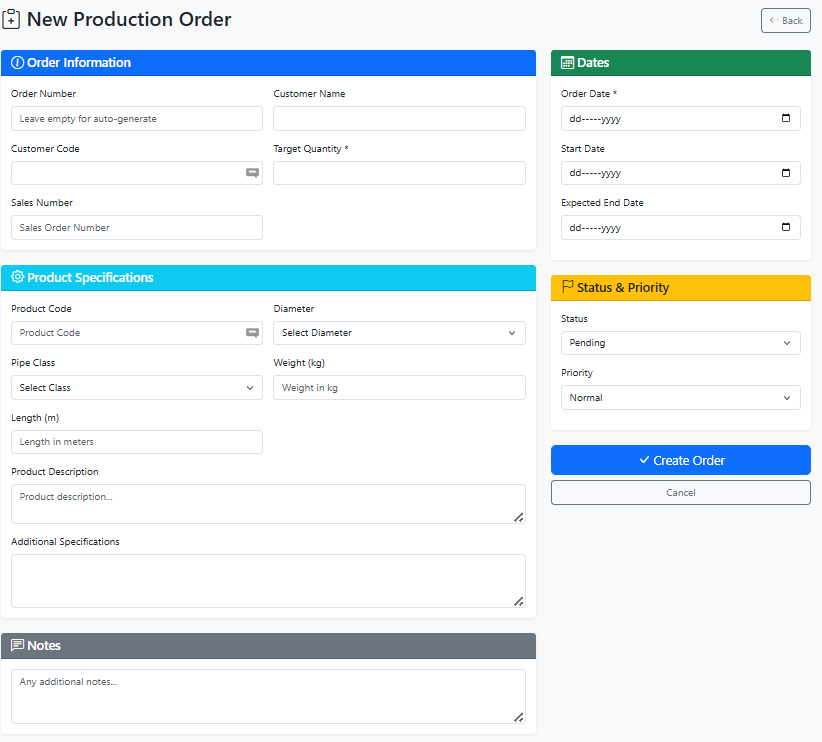 New Production Order
← Back
Order Information
Order Number
Customer Name
Leave empty for auto-generate
Customer Code
Target Quantity *
Sales Number
Sales Order Number
Product Specifications
Product Code
Diameter
Product Code
Select Diameter
Pipe Class
Weight (kg)
Select Class
Weight in kg
Length (m)
Length in meters
Product Description
Product description...
Additional Specifications
Notes
Any additional notes...
Dates
Order Date *
dd-----yyyy
Start Date
dd-----yyyy
Expected End Date
dd-----yyyy
Status & Priority
Status
Pending
Priority
Normal
Create Order
Cancel